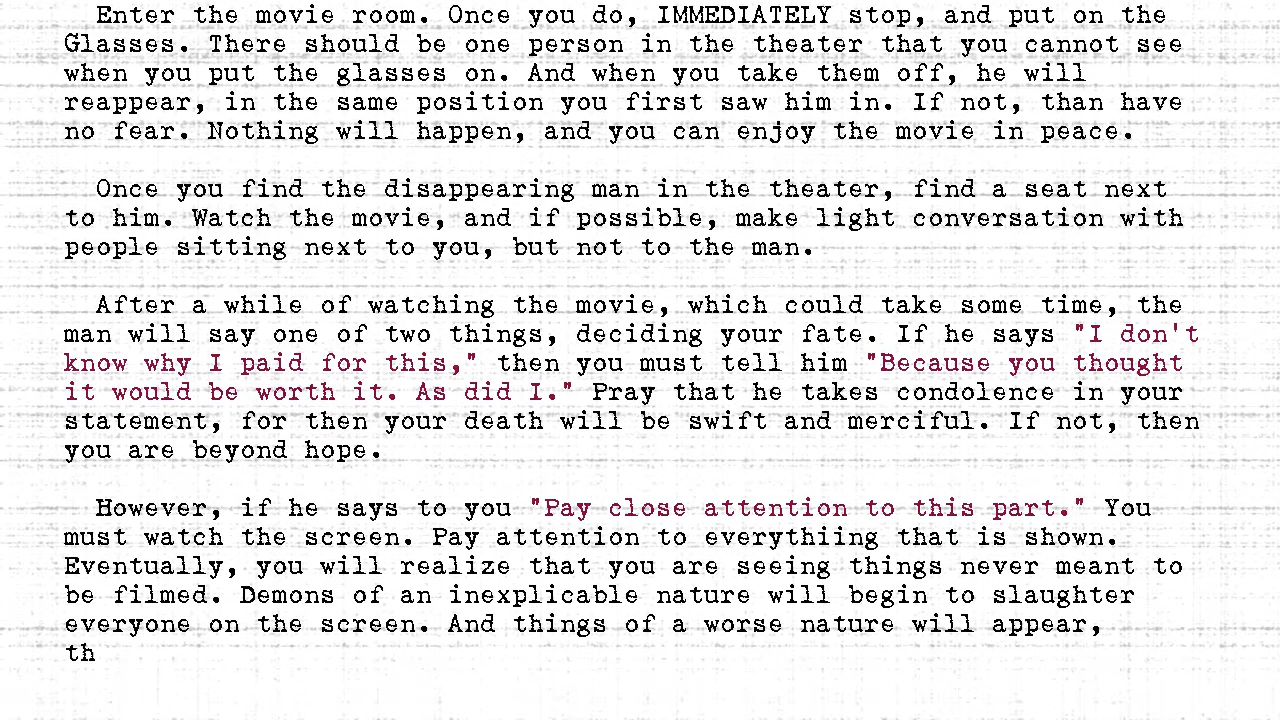 Enter the movie room. Once you do, IMMEDIATELY stop, and put on the
Glasses. There should be one person in the theater that you cannot see
when you put the glasses on. And when you take them off, he will
reappear, in the same position you first saw him in. If not, than have
no fear. Nothing will happen, and you can enjoy the movie in peace.
Once you find the disappearing man in the theater, find a seat next
to him. Watch the movie, and if possible, make light conversation with
people sitting next to you, but not to the man.
After a while of watching the movie, which could take some time, the
man will say one of two things, deciding your fate. If he says "I don't
know why I paid for this," then you must tell him "Because you thought
it would be worth it. As did I." Pray that he takes condolence in your
statement, for then your death will be swift and merciful. If not, then
you are beyond hope.
However, if he says to you "Pay close attention to this part." You
must watch the screen. Pay attention to everythiing that is shown.
Eventually, you will realize that you are seeing things never meant to
be filmed. Demons of an inexplicable nature will begin to slaughter
everyone on the screen. And things of a worse nature will appear,
th